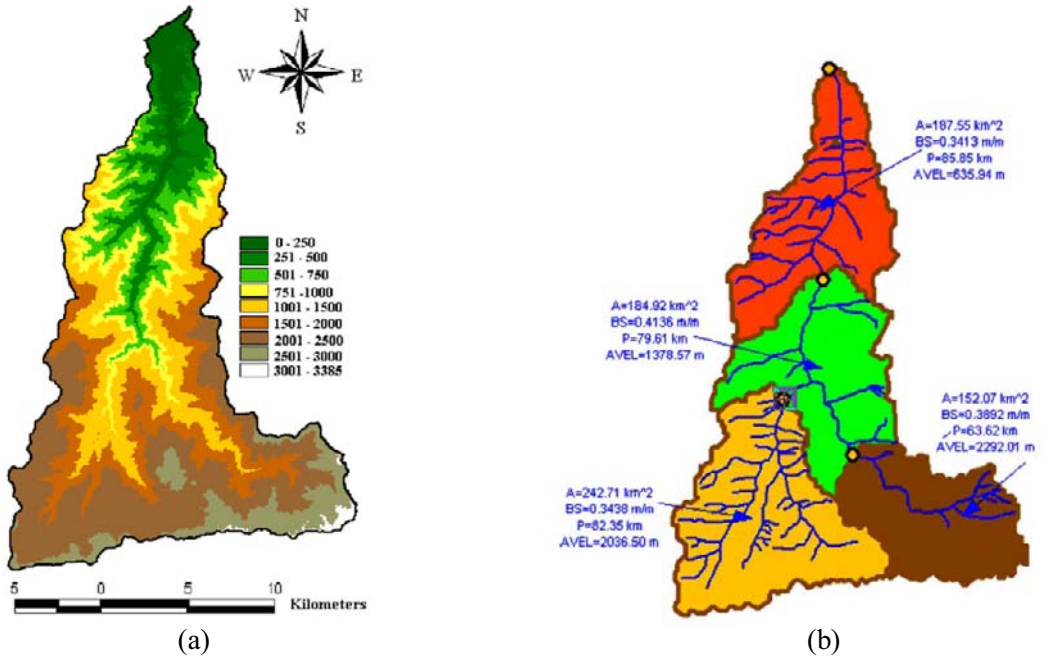 N
W E
S
0 - 250
251 - 500
501 - 750
751 -1000
1001 - 1500
1501 - 2000
2001 - 2500
2501 - 3000
3001 - 3385
5 0 5 10
Kilometers
(a)
A=187.55 km^2
BS=0.3413 m/m
P=85.85 km
AVEL=635.94 m
A=184.92 km^2
BS=0.4136 m/m
P=79.61 km
AVEL=1378.57 m
A=152.07 km^2
BS=0.3892 m/m
P=63.62 km
AVEL=2292.01 m
A=242.71 km^2
BS=0.3438 m/m
P=82.35 km
AVEL=2036.50 m
(b)